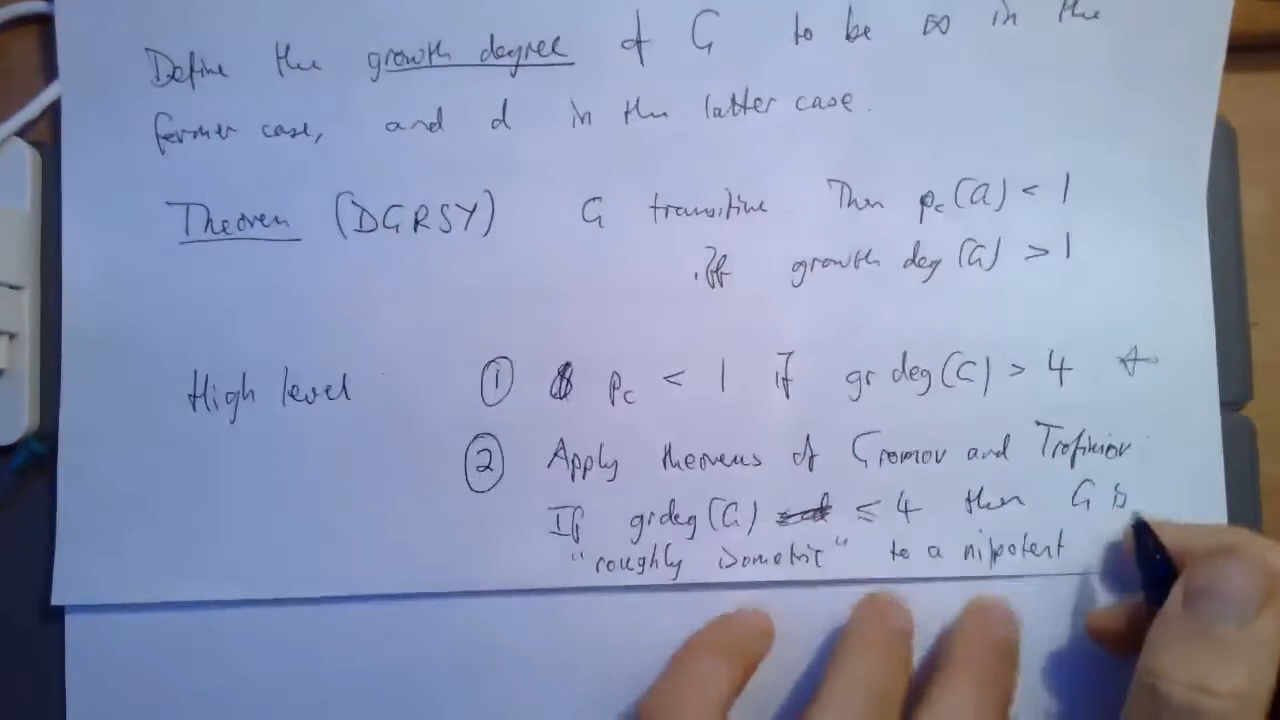 Define the growth degree of G to be ∞ in the
former case, and d in the latter case.
Theorem (DGRSY) G transitive Then pc(G) < 1
iff growth deg (G) > 1
High level ① pc < 1 if gr deg(G) > 4
② Apply theorems of Gromov and Trofimov
If grdeg(G) ≤ 4 then G is
"roughly isometric" to a nilpotent